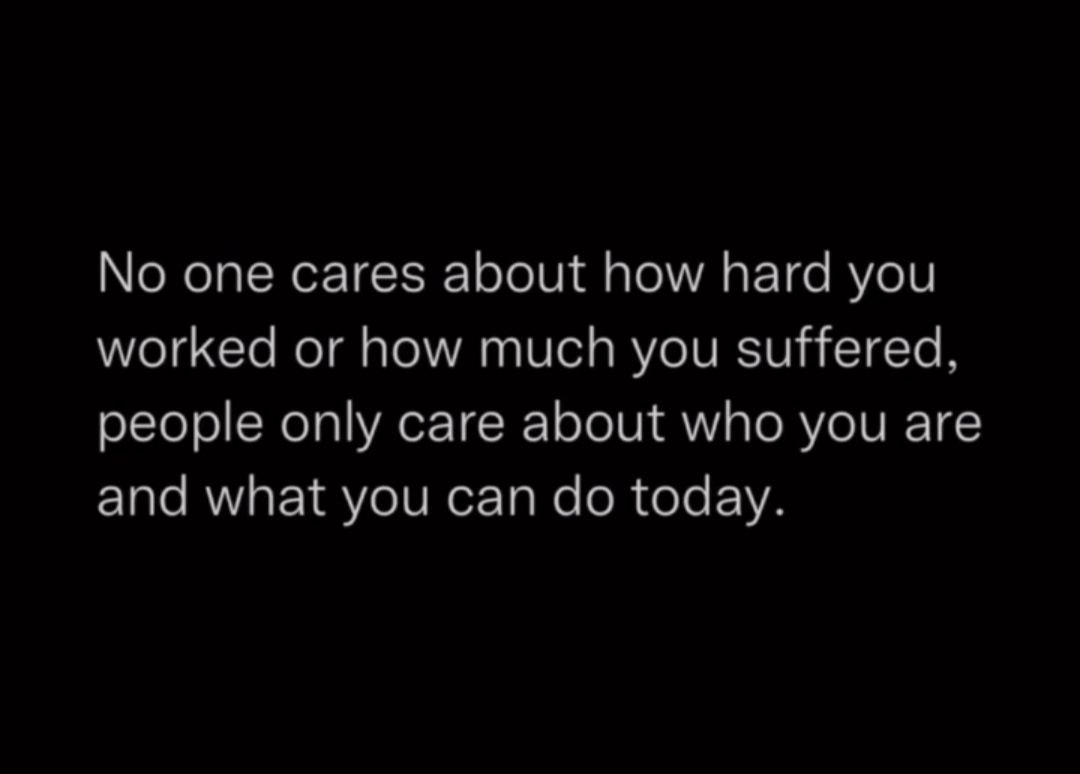 No one cares about how hard you
worked or how much you suffered,
people only care about who you are
and what you can do today.